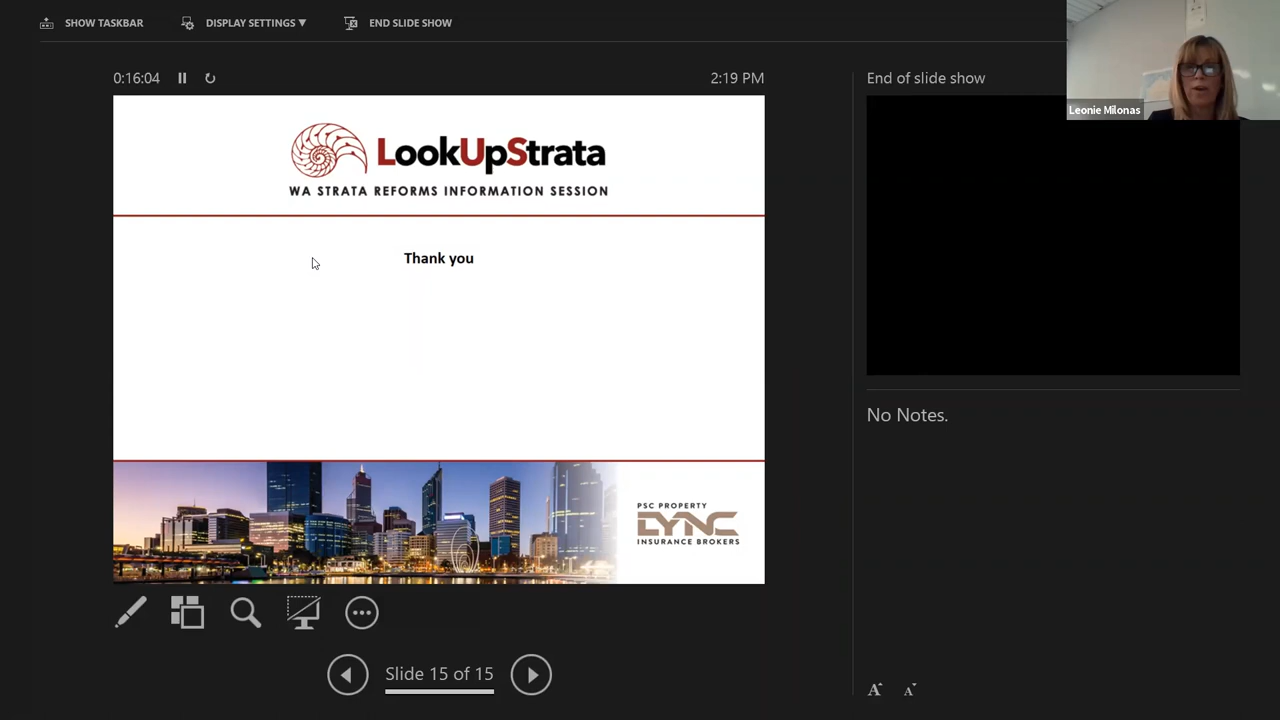 SHOW TASKBAR
DISPLAY SETTINGS ▼
END SLIDE SHOW
0:16:04
2:19 PM
End of slide show
Leonie Milonas
LookUpStrata
WA STRATA REFORMS INFORMATION SESSION
Thank you
No Notes.
PSC PROPERTY
LYNC
INSURANCE BROKERS
Slide 15 of 15
A A